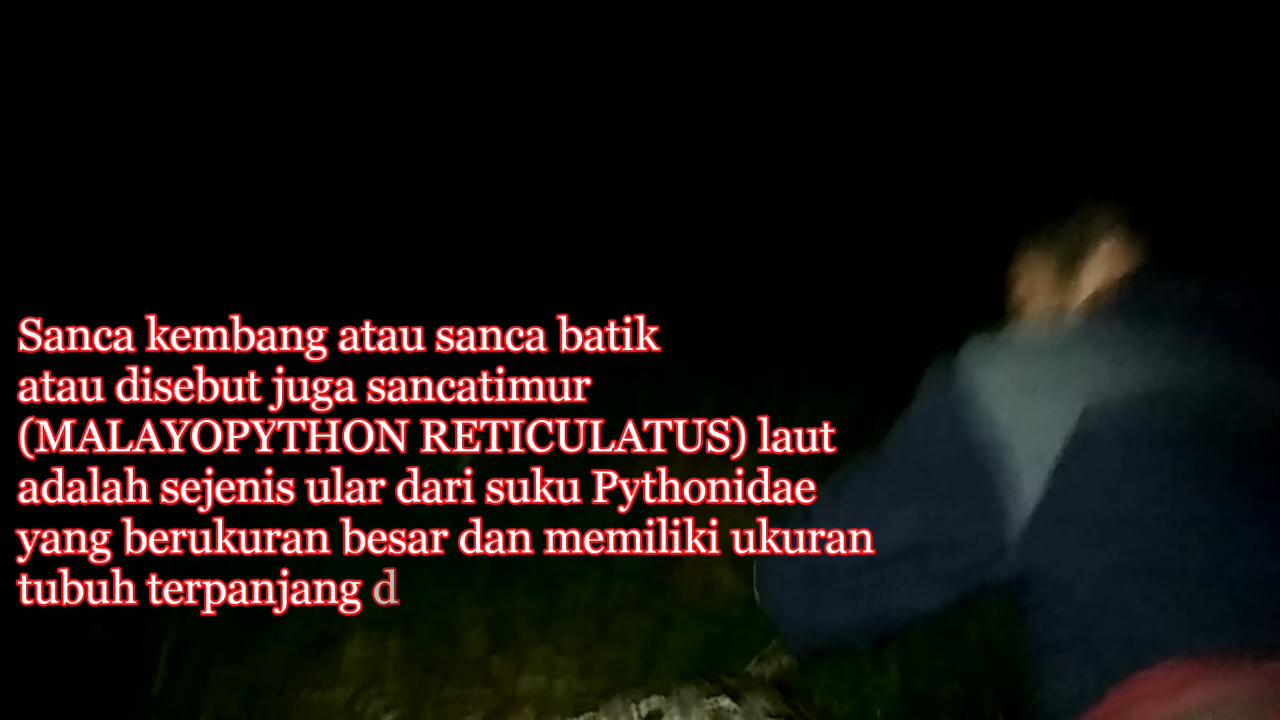 Sanca kembang atau sanca batik
atau disebut juga sancatimur
(MALAYOPYTHON RETICULATUS) laut
adalah sejenis ular dari suku Pythonidae
yang berukuran besar dan memiliki ukuran
tubuh terpanjang d